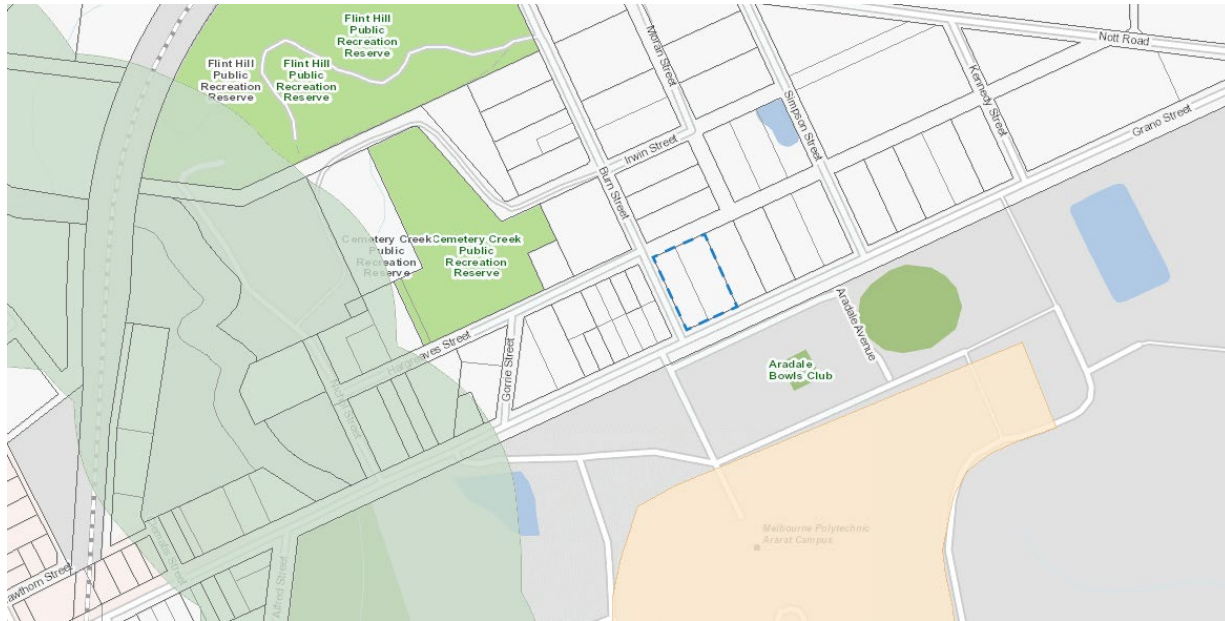 Flint Hill
Public
Recreation
Reserve
Flint Hill
Public
Recreation
Reserve
Flint Hill
Public
Recreation
Reserve
Moran Street
Nott Road
Kennedy Street
Simpson Street
Grano Street
Irwin Street
Burn Street
Cemetery Creek
Public
Recreation
Reserve
Cemetery Creek
Public
Recreation
Reserve
Hargreaves Street
Gorrie Street
Aradale Avenue
Aradale
Bowls Club
Melbourne Polytechnic
Ararat Campus
Alfred Street